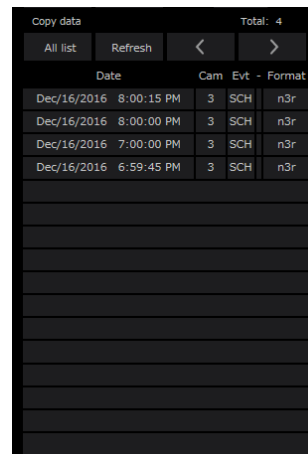 Copy data Total: 4
All list Refresh < >
Date Cam Evt - Format
Dec/16/2016 8:00:15 PM 3 SCH n3r
Dec/16/2016 8:00:00 PM 3 SCH n3r
Dec/16/2016 7:00:00 PM 3 SCH n3r
Dec/16/2016 6:59:45 PM 3 SCH n3r